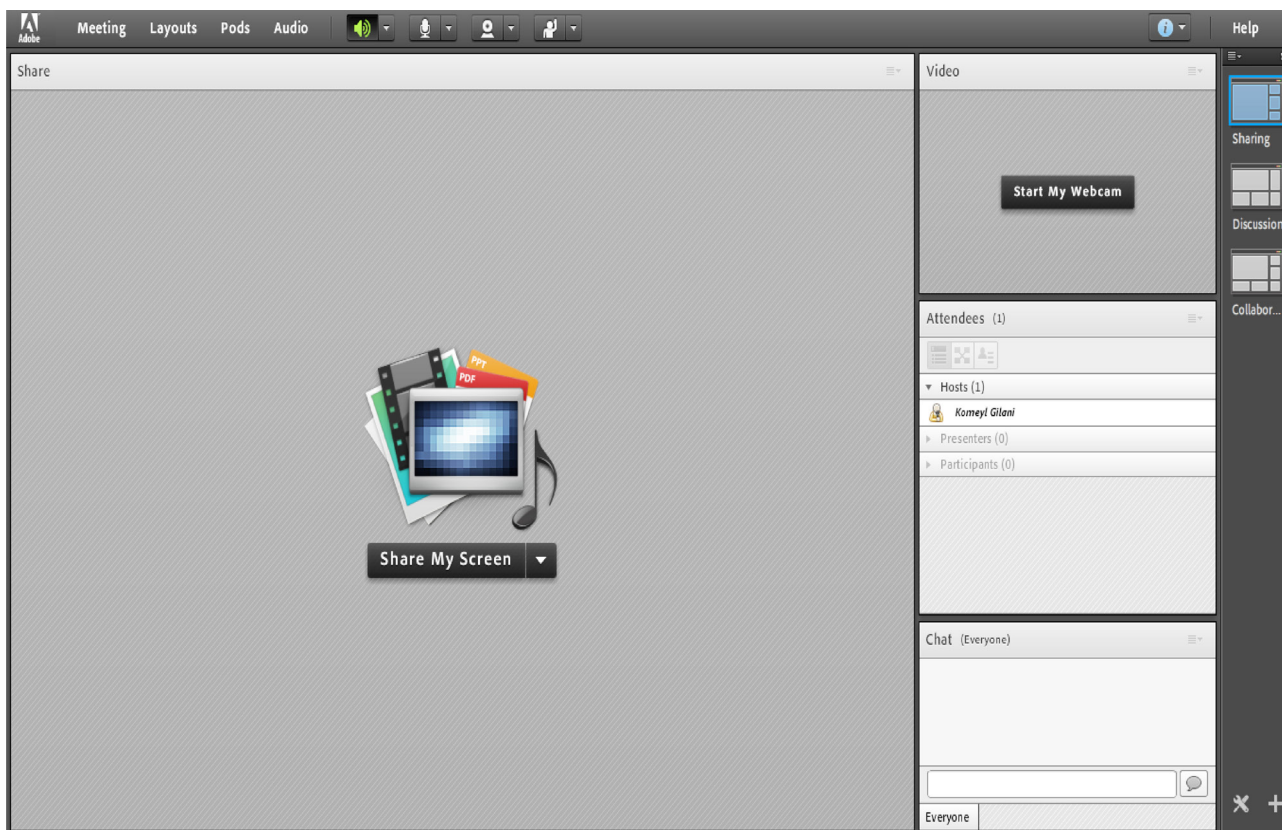 Adobe
Meeting Layouts Pods Audio
Help
Share
PPT
PDF
Share My Screen
Video
Start My Webcam
Attendees (1)
Hosts (1)
Komeyl Gilani
Presenters (0)
Participants (0)
Chat (Everyone)
Everyone
Sharing
Discussion
Collabor...